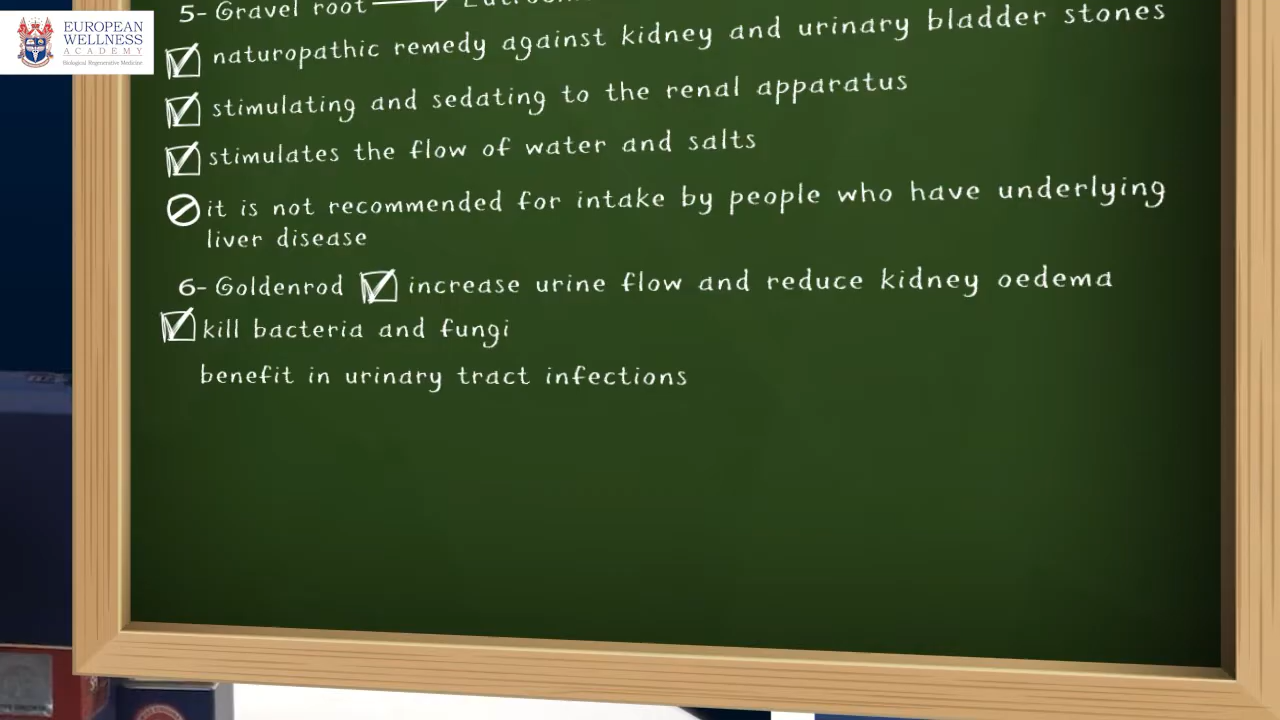 EUROPEAN
WELLNESS
ACADEMY
Biological Regenerative Medicine
5- Gravel root
naturopathic remedy against kidney and urinary bladder stones
stimulating and sedating to the renal apparatus
stimulates the flow of water and salts
it is not recommended for intake by people who have underlying
liver disease
6- Goldenrod increase urine flow and reduce kidney oedema
kill bacteria and fungi
benefit in urinary tract infections